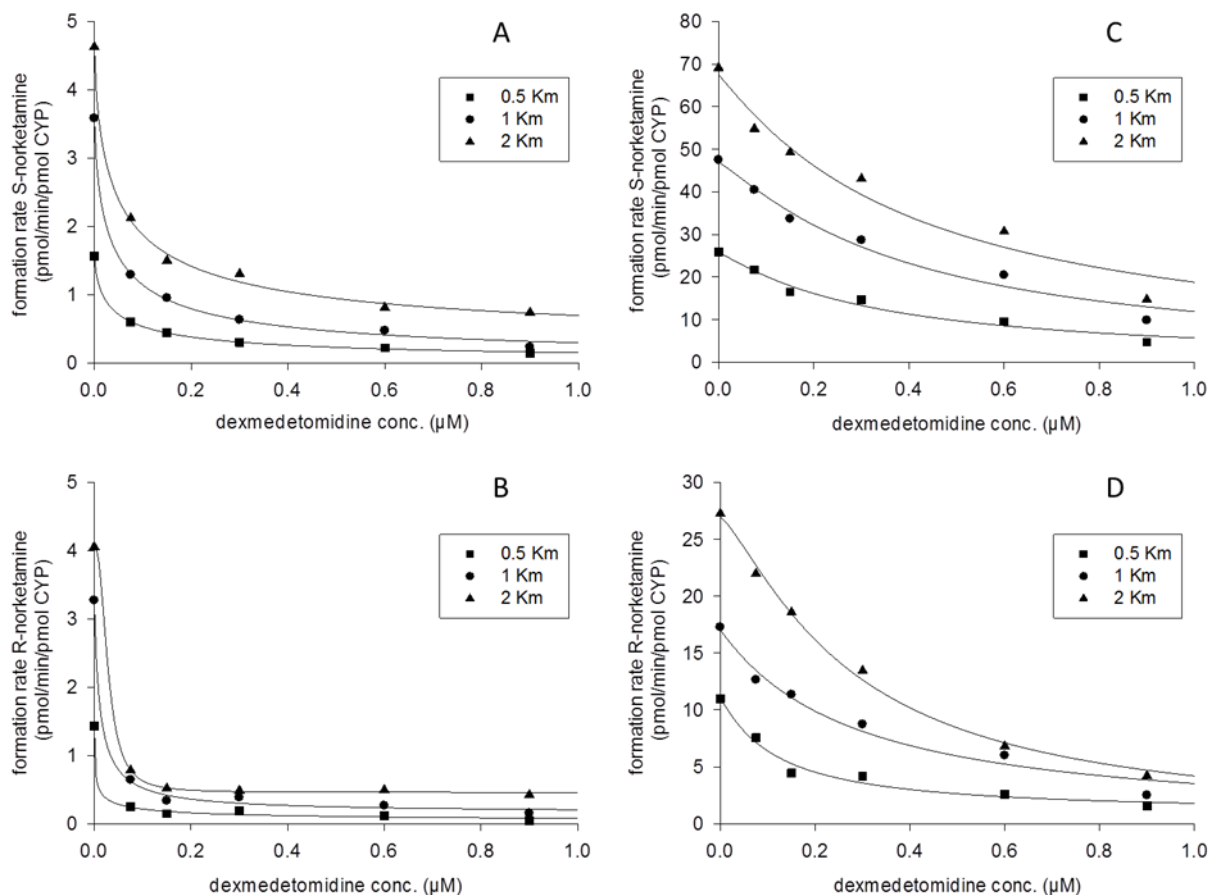 A
formation rate S-norketamine
(pmol/min/pmol CYP)
5
4
3
2
1
0
0.5 Km
1 Km
2 Km
0.0 0.2 0.4 0.6 0.8 1.0
dexmedetomidine conc. (µM)
C
formation rate S-norketamine
(pmol/min/pmol CYP)
80
70
60
50
40
30
20
10
0
0.5 Km
1 Km
2 Km
0.0 0.2 0.4 0.6 0.8 1.0
dexmedetomidine conc. (µM)
B
formation rate R-norketamine
(pmol/min/pmol CYP)
5
4
3
2
1
0
0.5 Km
1 Km
2 Km
0.0 0.2 0.4 0.6 0.8 1.0
dexmedetomidine conc. (µM)
D
formation rate R-norketamine
(pmol/min/pmol CYP)
30
25
20
15
10
5
0
0.5 Km
1 Km
2 Km
0.0 0.2 0.4 0.6 0.8 1.0
dexmedetomidine conc. (µM)